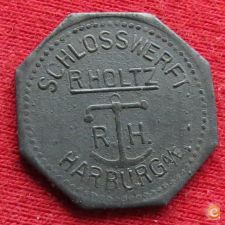 SCHLOSSWERFT
R.HOLTZ
R. H.
HARBURG a/E.